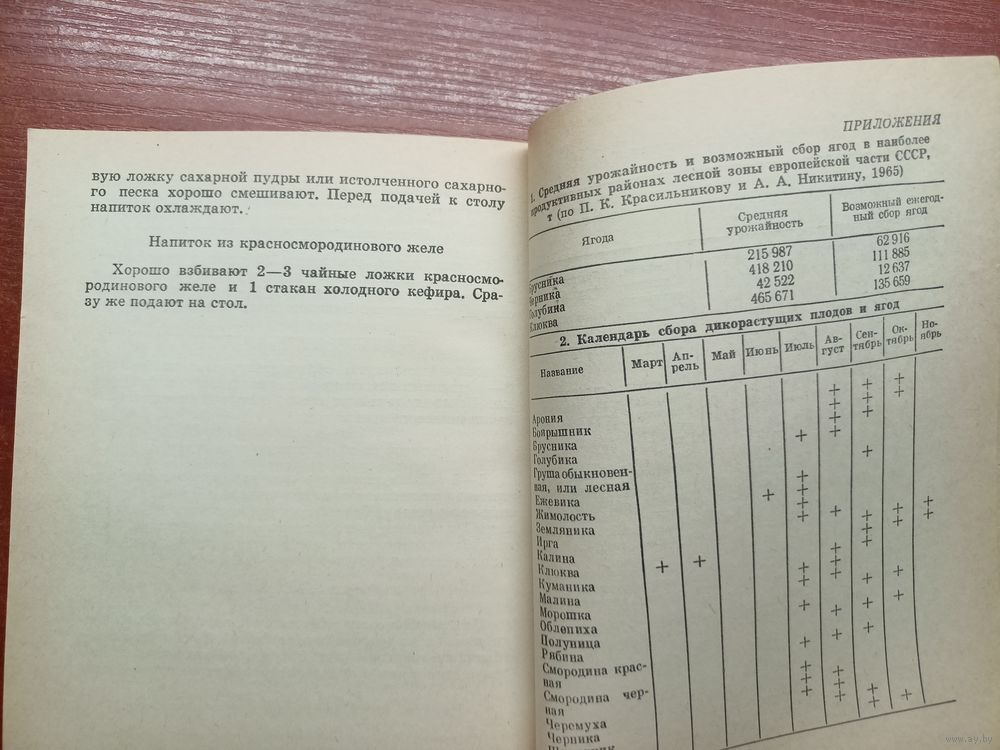 вую ложку сахарной пудры или истолченного сахарно-
го песка хорошо смешивают. Перед подачей к столу
напиток охлаждают.
Напиток из красносмородинового желе
Хорошо взбивают 2—3 чайные ложки красносмо-
родинового желе и 1 стакан холодного кефира. Сра-
зу же подают на стол.
ПРИЛОЖЕНИЯ
1. Средняя урожайность и возможный сбор ягод в наиболее
продуктивных районах лесной зоны европейской части СССР,
т (по П. К. Красильникову и А. А. Никитину, 1965)
Ягода Средняя урожайность Возможный ежегод-ный сбор ягод
Брусника 215 987 62 916
Черника 418 210 111 885
Голубина 42 522 12 637
Клюква 465 671 135 659
2. Календарь сбора дикорастущих плодов и ягод
Название Март Ап-рель Май Июнь Июль Ав-густ Сен-тябрь Ок-тябрь Но-ябрь
Арония
Боярышник
Брусника
Голубика
Груша обыкновен-
ная, или лесная
Ежевика
Жимолость
Земляника
Ирга
Калина
Клюква
Куманика
Малина
Морошка
Облепиха
Полуница
Рябина
Смородина крас-
ная
Смородина чер-
ная
Черемуха
Черника
www.ay.by